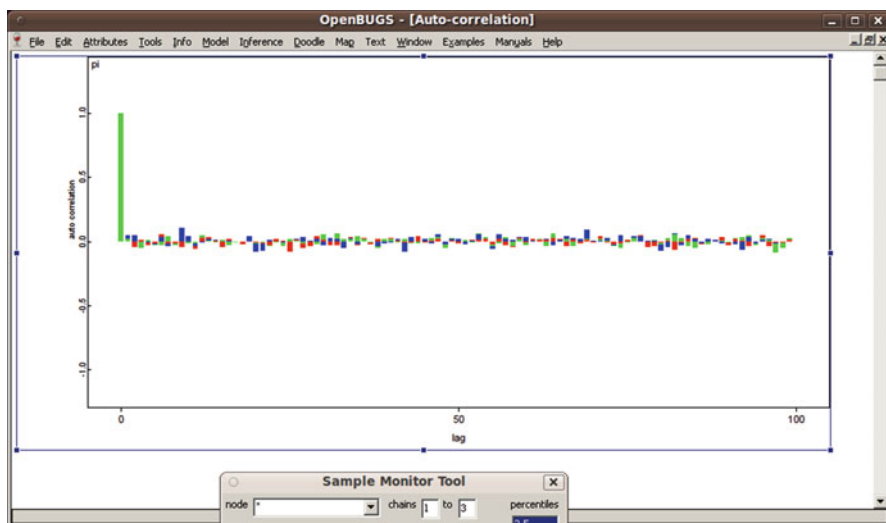 OpenBUGS - [Auto-correlation]
File Edit Attributes Tools Info Model Inference Doodle Map Text Window Examples Manuals Help
pi
1.0
0.5
0.0
-0.5
-1.0
auto correlation
0 50 100
lag
Sample Monitor Tool
node * chains 1 to 3 percentiles
2.5